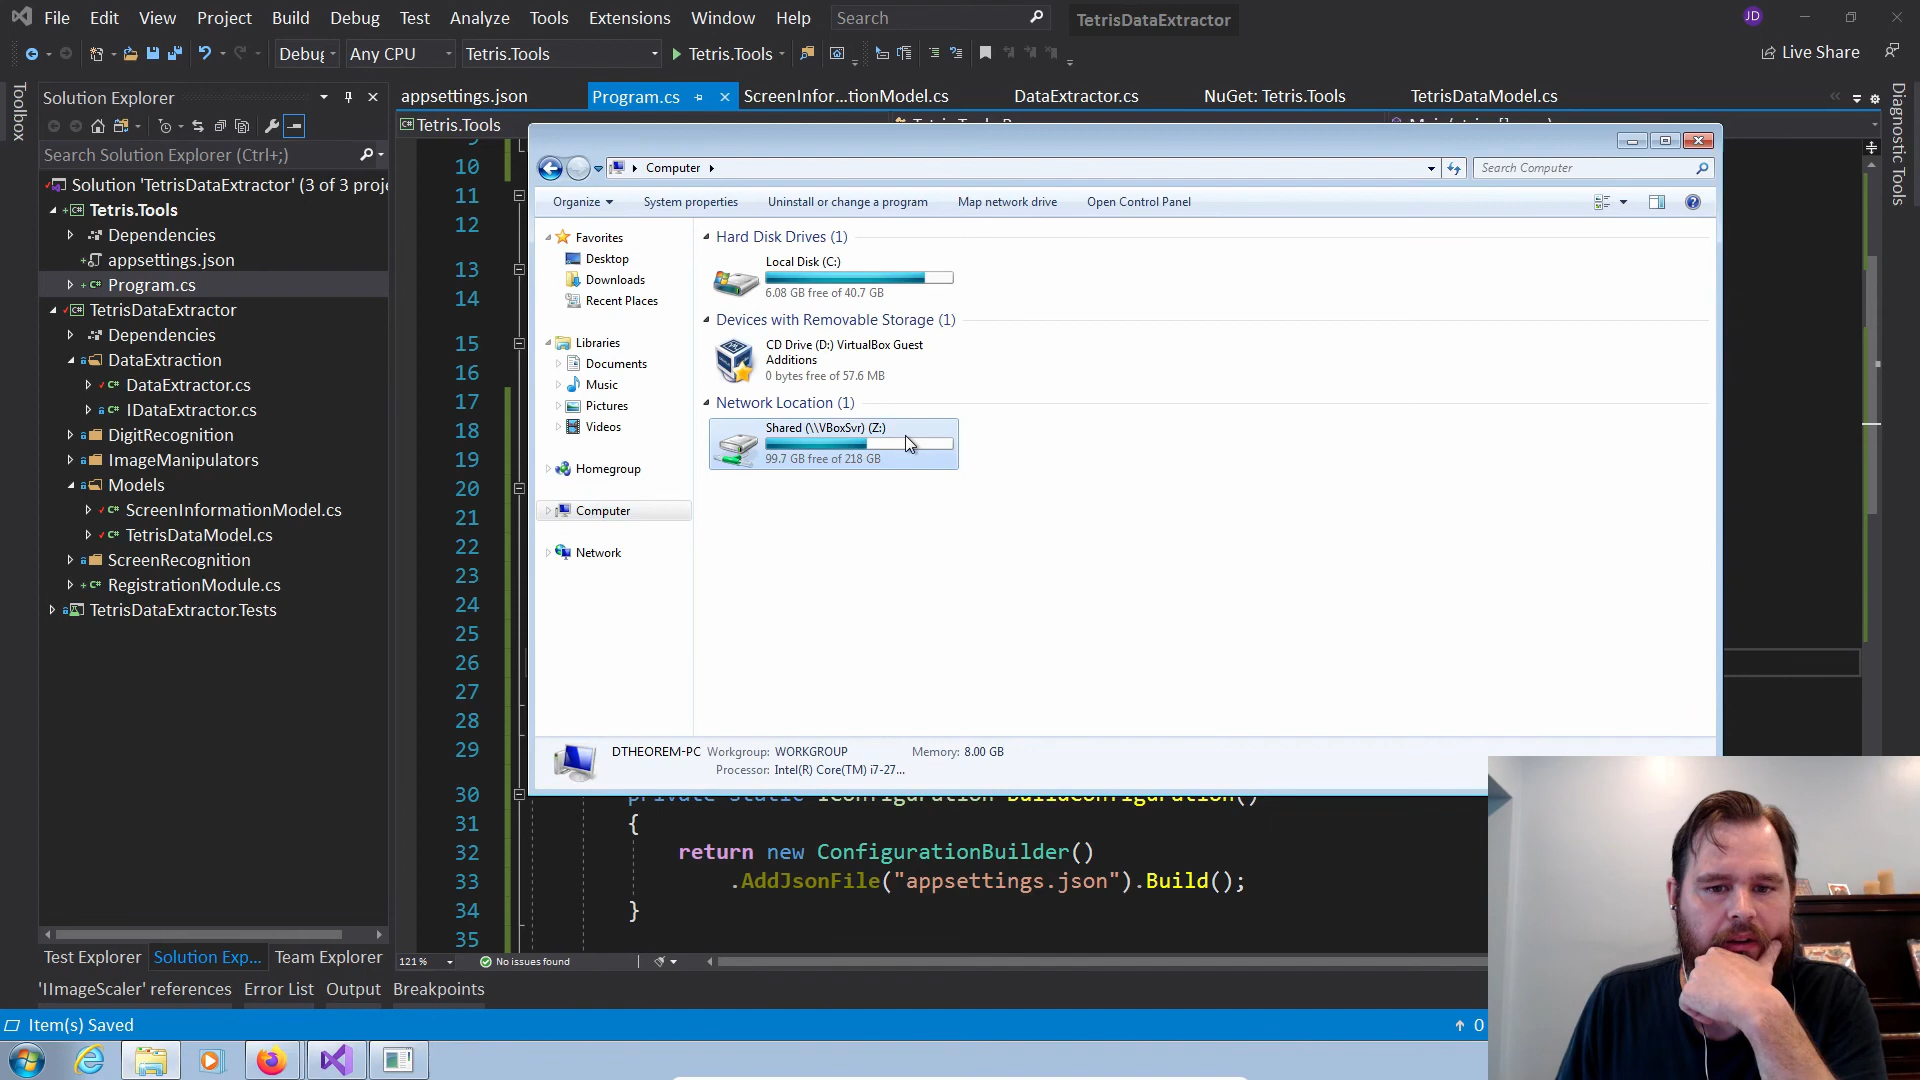 File Edit View Project Build Debug Test Analyze Tools Extensions Window Help Search TetrisDataExtractor JD
Debug Any CPU Tetris.Tools Tetris.Tools Live Share
Toolbox
Solution Explorer
Search Solution Explorer (Ctrl+;)
Solution 'TetrisDataExtractor' (3 of 3 proje
Tetris.Tools
Dependencies
appsettings.json
Program.cs
TetrisDataExtractor
Dependencies
DataExtraction
DataExtractor.cs
IDataExtractor.cs
DigitRecognition
ImageManipulators
Models
ScreenInformationModel.cs
TetrisDataModel.cs
ScreenRecognition
RegistrationModule.cs
TetrisDataExtractor.Tests
Test Explorer Solution Exp... Team Explorer
appsettings.json Program.cs ScreenInfor...tionModel.cs DataExtractor.cs NuGet: Tetris.Tools TetrisDataModel.cs
Tetris.Tools
Diagnostic Tools
10
11
12
13
14
15
16
17
18
19
20
21
22
23
24
25
26
27
28
29
30 private static IConfiguration BuildConfiguration()
31 {
32 return new ConfigurationBuilder()
33 .AddJsonFile("appsettings.json").Build();
34 }
35
Computer
Search Computer
Organize System properties Uninstall or change a program Map network drive Open Control Panel
Favorites
Desktop
Downloads
Recent Places
Libraries
Documents
Music
Pictures
Videos
Homegroup
Computer
Network
Hard Disk Drives (1)
Local Disk (C:)
6.08 GB free of 40.7 GB
Devices with Removable Storage (1)
CD Drive (D:) VirtualBox Guest
Additions
0 bytes free of 57.6 MB
Network Location (1)
Shared (\\VBoxSvr) (Z:)
99.7 GB free of 218 GB
DTHEOREM-PC Workgroup: WORKGROUP Memory: 8.00 GB
Processor: Intel(R) Core(TM) i7-27...
121 % No issues found
'IImageScaler' references Error List Output Breakpoints
Item(s) Saved 0